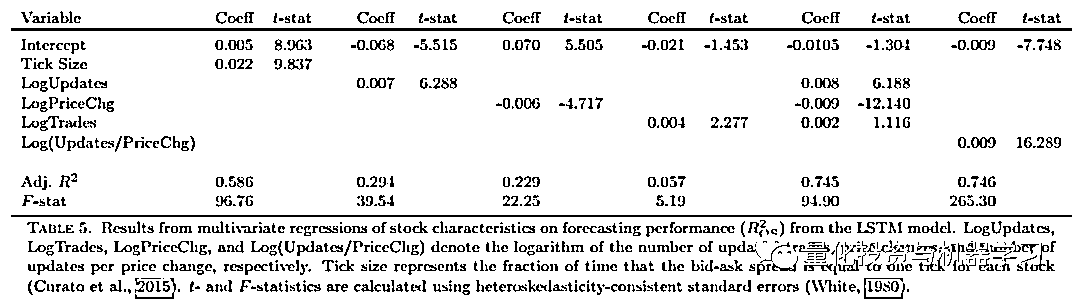 Variable Coeff t-stat Coeff t-stat Coeff t-stat Coeff t-stat Coeff t-stat Coeff t-stat
Intercept 0.005 8.963 -0.068 -5.515 0.070 5.505 -0.021 -1.453 -0.0105 -1.304 -0.009 -7.748
Tick Size 0.022 9.837
LogUpdates 0.007 6.288 0.008 6.188
LogPriceChg -0.006 -4.717 -0.009 -12.140
LogTrades 0.004 2.277 0.002 1.116
Log(Updates/PriceChg) 0.009 16.289
Adj. R² 0.586 0.294 0.229 0.057 0.745 0.746
F-stat 96.76 39.54 22.25 5.19 94.90 265.30
TABLE 5. Results from multivariate regressions of stock characteristics on forecasting performance (R²) from the LSTM model. LogUpdates,
LogTrades, LogPriceChg, and Log(Updates/PriceChg) denote the logarithm of the number of price changes, and number of
updates per price change, respectively. Tick size represents the fraction of time that the bid-ask spread is equal to one tick for each stock
(Curato et al., 2015). t- and F-statistics are calculated using heteroskedasticity-consistent standard errors (White, 1980).
量化投资与机器学习